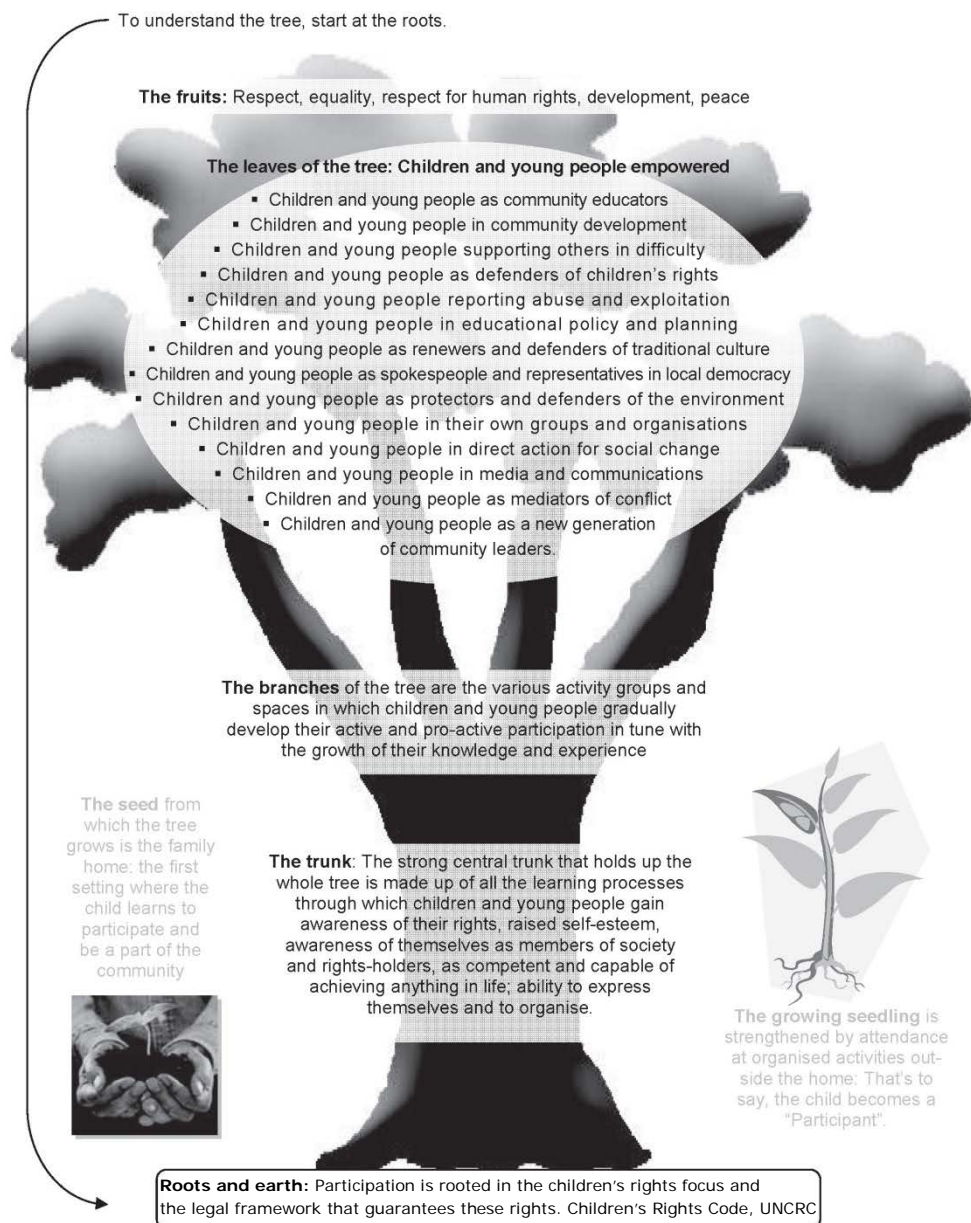 To understand the tree, start at the roots.
The fruits: Respect, equality, respect for human rights, development, peace
The leaves of the tree: Children and young people empowered
▪ Children and young people as community educators
▪ Children and young people in community development
▪ Children and young people supporting others in difficulty
▪ Children and young people as defenders of children's rights
▪ Children and young people reporting abuse and exploitation
▪ Children and young people in educational policy and planning
▪ Children and young people as renewers and defenders of traditional culture
▪ Children and young people as spokespeople and representatives in local democracy
▪ Children and young people as protectors and defenders of the environment
▪ Children and young people in their own groups and organisations
▪ Children and young people in direct action for social change
▪ Children and young people in media and communications
▪ Children and young people as mediators of conflict
▪ Children and young people as a new generation
of community leaders.
The branches of the tree are the various activity groups and
spaces in which children and young people gradually
develop their active and pro-active participation in tune with
the growth of their knowledge and experience
The seed from
which the tree
grows is the family
home: the first
setting where the
child learns to
participate and
be a part of the
community
The trunk: The strong central trunk that holds up the
whole tree is made up of all the learning processes
through which children and young people gain
awareness of their rights, raised self-esteem,
awareness of themselves as members of society
and rights-holders, as competent and capable of
achieving anything in life; ability to express
themselves and to organise.
The growing seedling is
strengthened by attendance
at organised activities out-
side the home: That's to
say, the child becomes a
"Participant".
Roots and earth: Participation is rooted in the children's rights focus and
the legal framework that guarantees these rights. Children's Rights Code, UNCRC